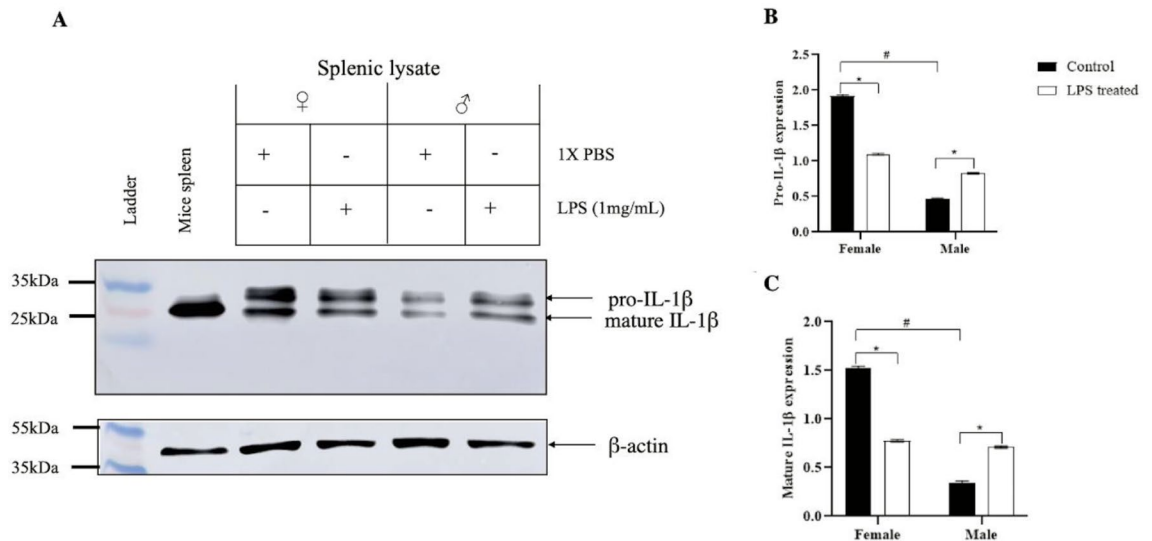 A
Splenic lysate
♀ ♂
Ladder
Mice spleen
+ - + - 1X PBS
- + - + LPS (1mg/mL)
35kDa
25kDa
pro-IL-1β
mature IL-1β
55kDa
35kDa
β-actin
B
Pro-IL-1β expression
2.5
2.0
1.5
1.0
0.5
0.0
#
*
*
Female Male
Control
LPS treated
C
Mature IL-1β expression
2.0
1.5
1.0
0.5
0.0
#
*
*
Female Male